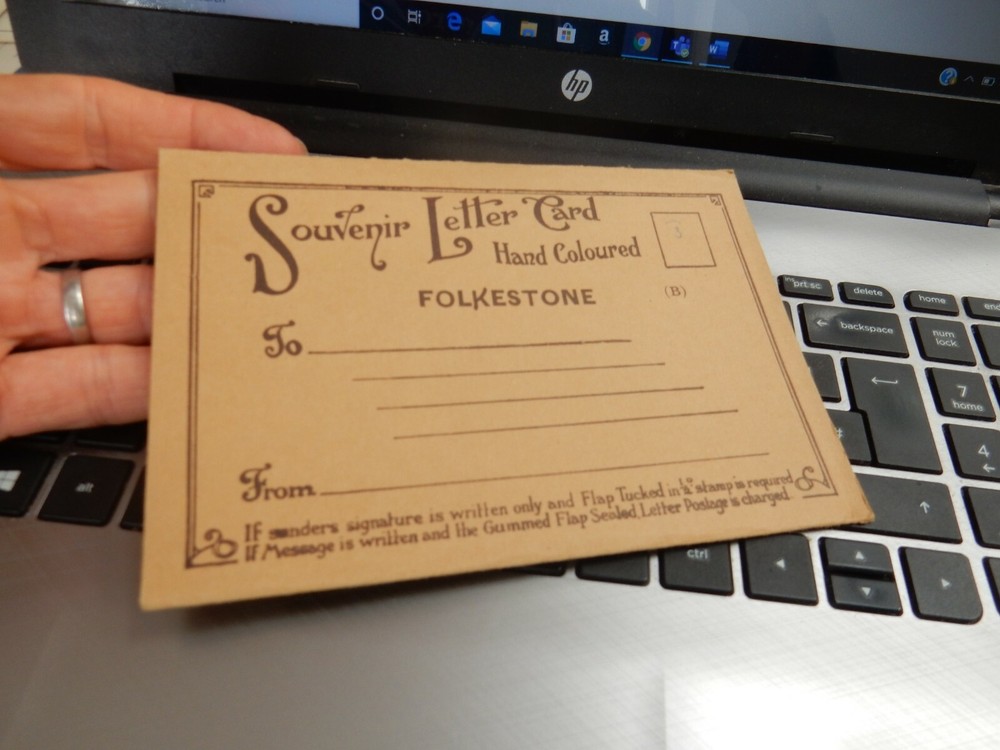 hp
Souvenir Letter Card
Hand Coloured
3
FOLKESTONE
(B)
To
From
IF senders signature is written only and Flap Tucked in ½ᴰ stamp is required
IF Message is written and the Gummed Flap Sealed, Letter Postage is charged.
prt sc
delete
home
backspace
num
lock
7
home
4
alt
ctrl